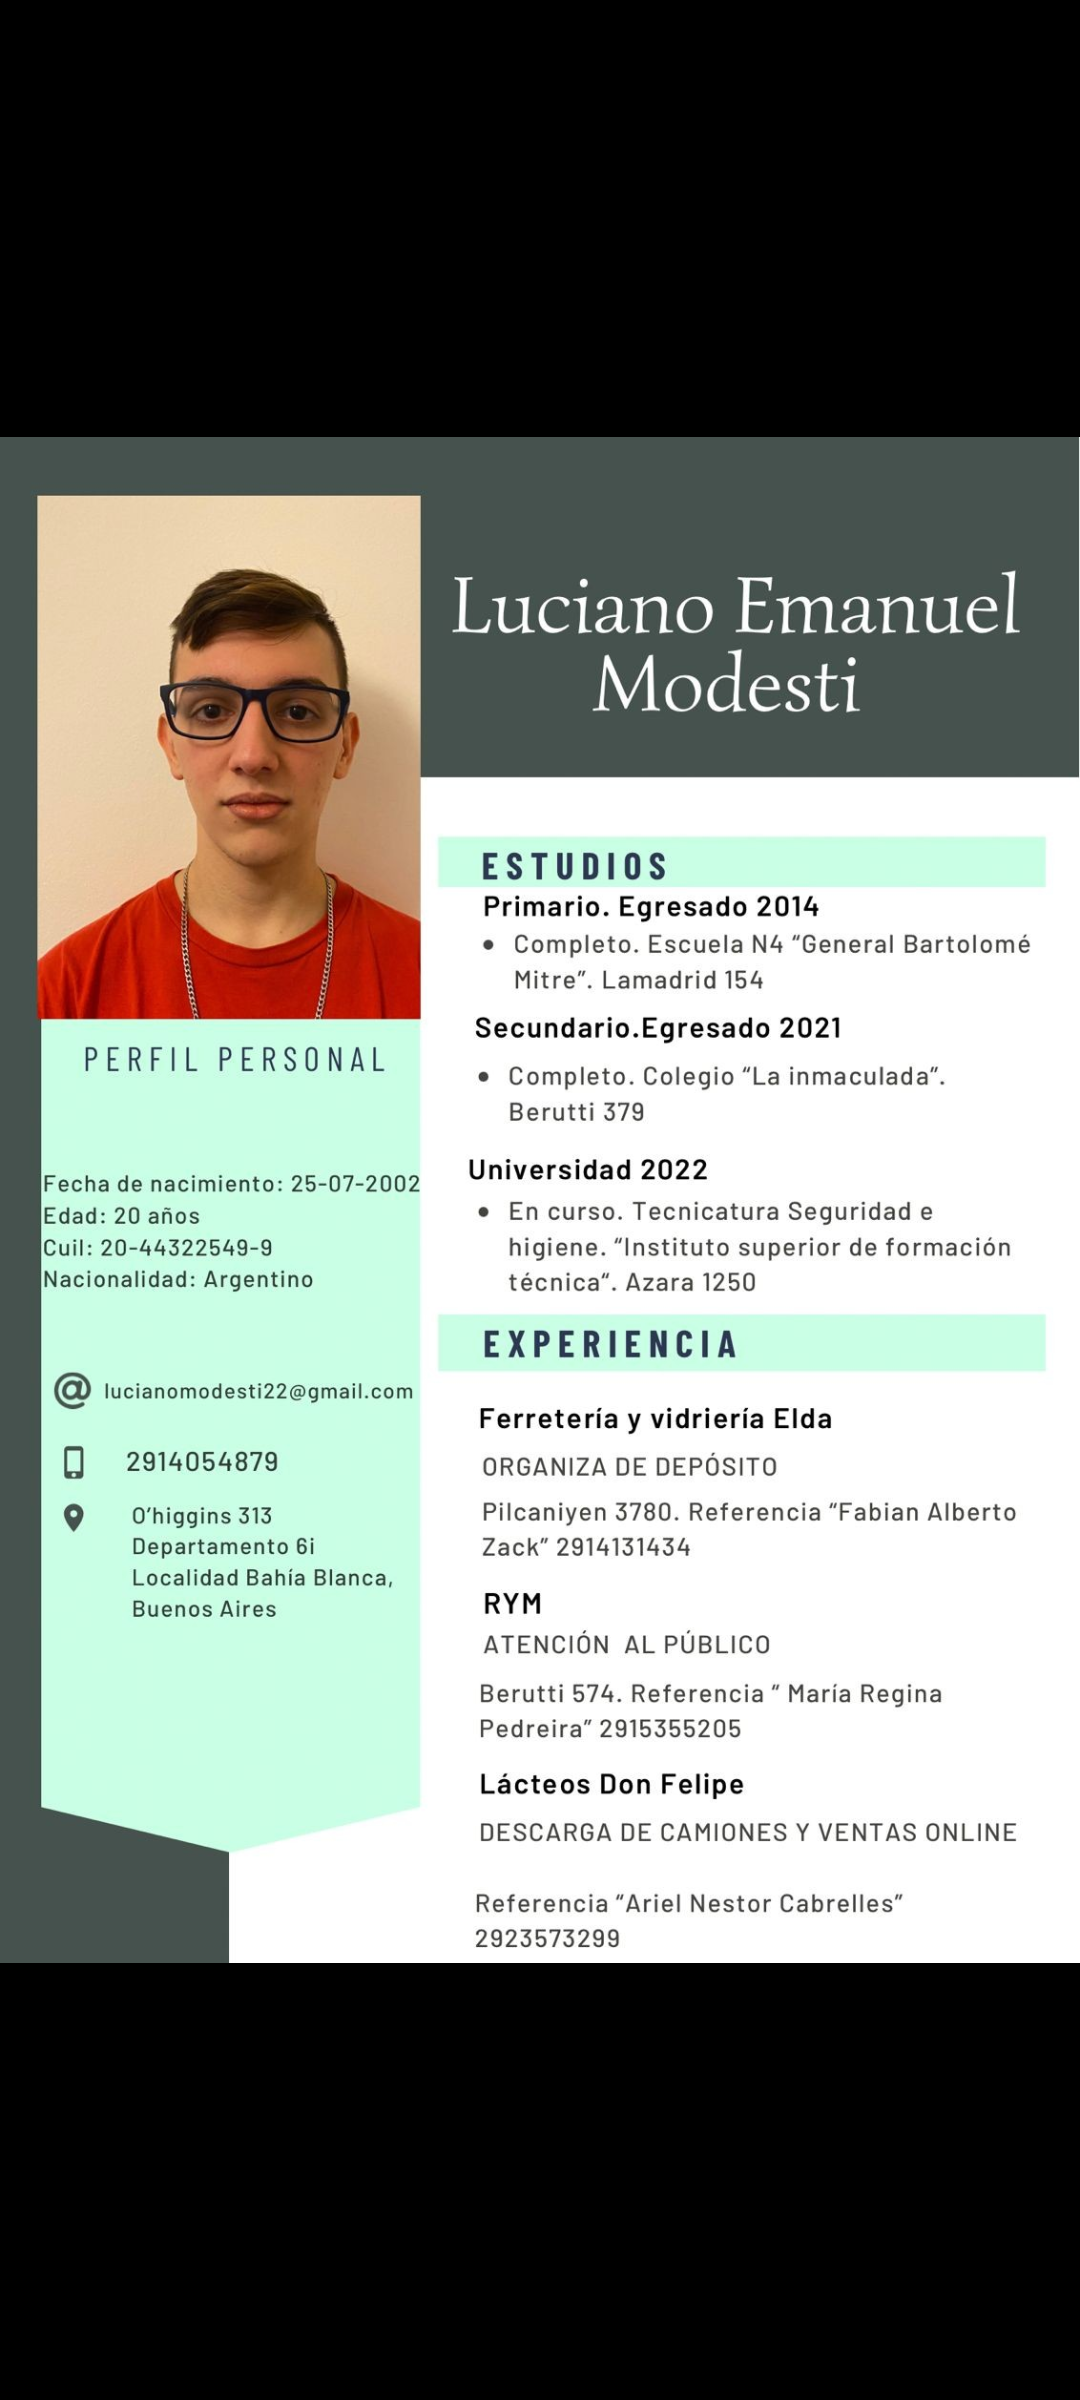 Luciano Emanuel
Modesti
PERFIL PERSONAL
Fecha de nacimiento: 25-07-2002
Edad: 20 años
Cuil: 20-44322549-9
Nacionalidad: Argentino
lucianomodesti22@gmail.com
2914054879
O'higgins 313
Departamento 6i
Localidad Bahía Blanca,
Buenos Aires
ESTUDIOS
Primario. Egresado 2014
• Completo. Escuela N4 “General Bartolomé
Mitre”. Lamadrid 154
Secundario.Egresado 2021
• Completo. Colegio “La inmaculada”.
Berutti 379
Universidad 2022
• En curso. Tecnicatura Seguridad e
higiene. “Instituto superior de formación
técnica“. Azara 1250
EXPERIENCIA
Ferretería y vidriería Elda
ORGANIZA DE DEPÓSITO
Pilcaniyen 3780. Referencia “Fabian Alberto
Zack” 2914131434
RYM
ATENCIÓN  AL PÚBLICO
Berutti 574. Referencia “ María Regina
Pedreira” 2915355205
Lácteos Don Felipe
DESCARGA DE CAMIONES Y VENTAS ONLINE
Referencia “Ariel Nestor Cabrelles”
2923573299